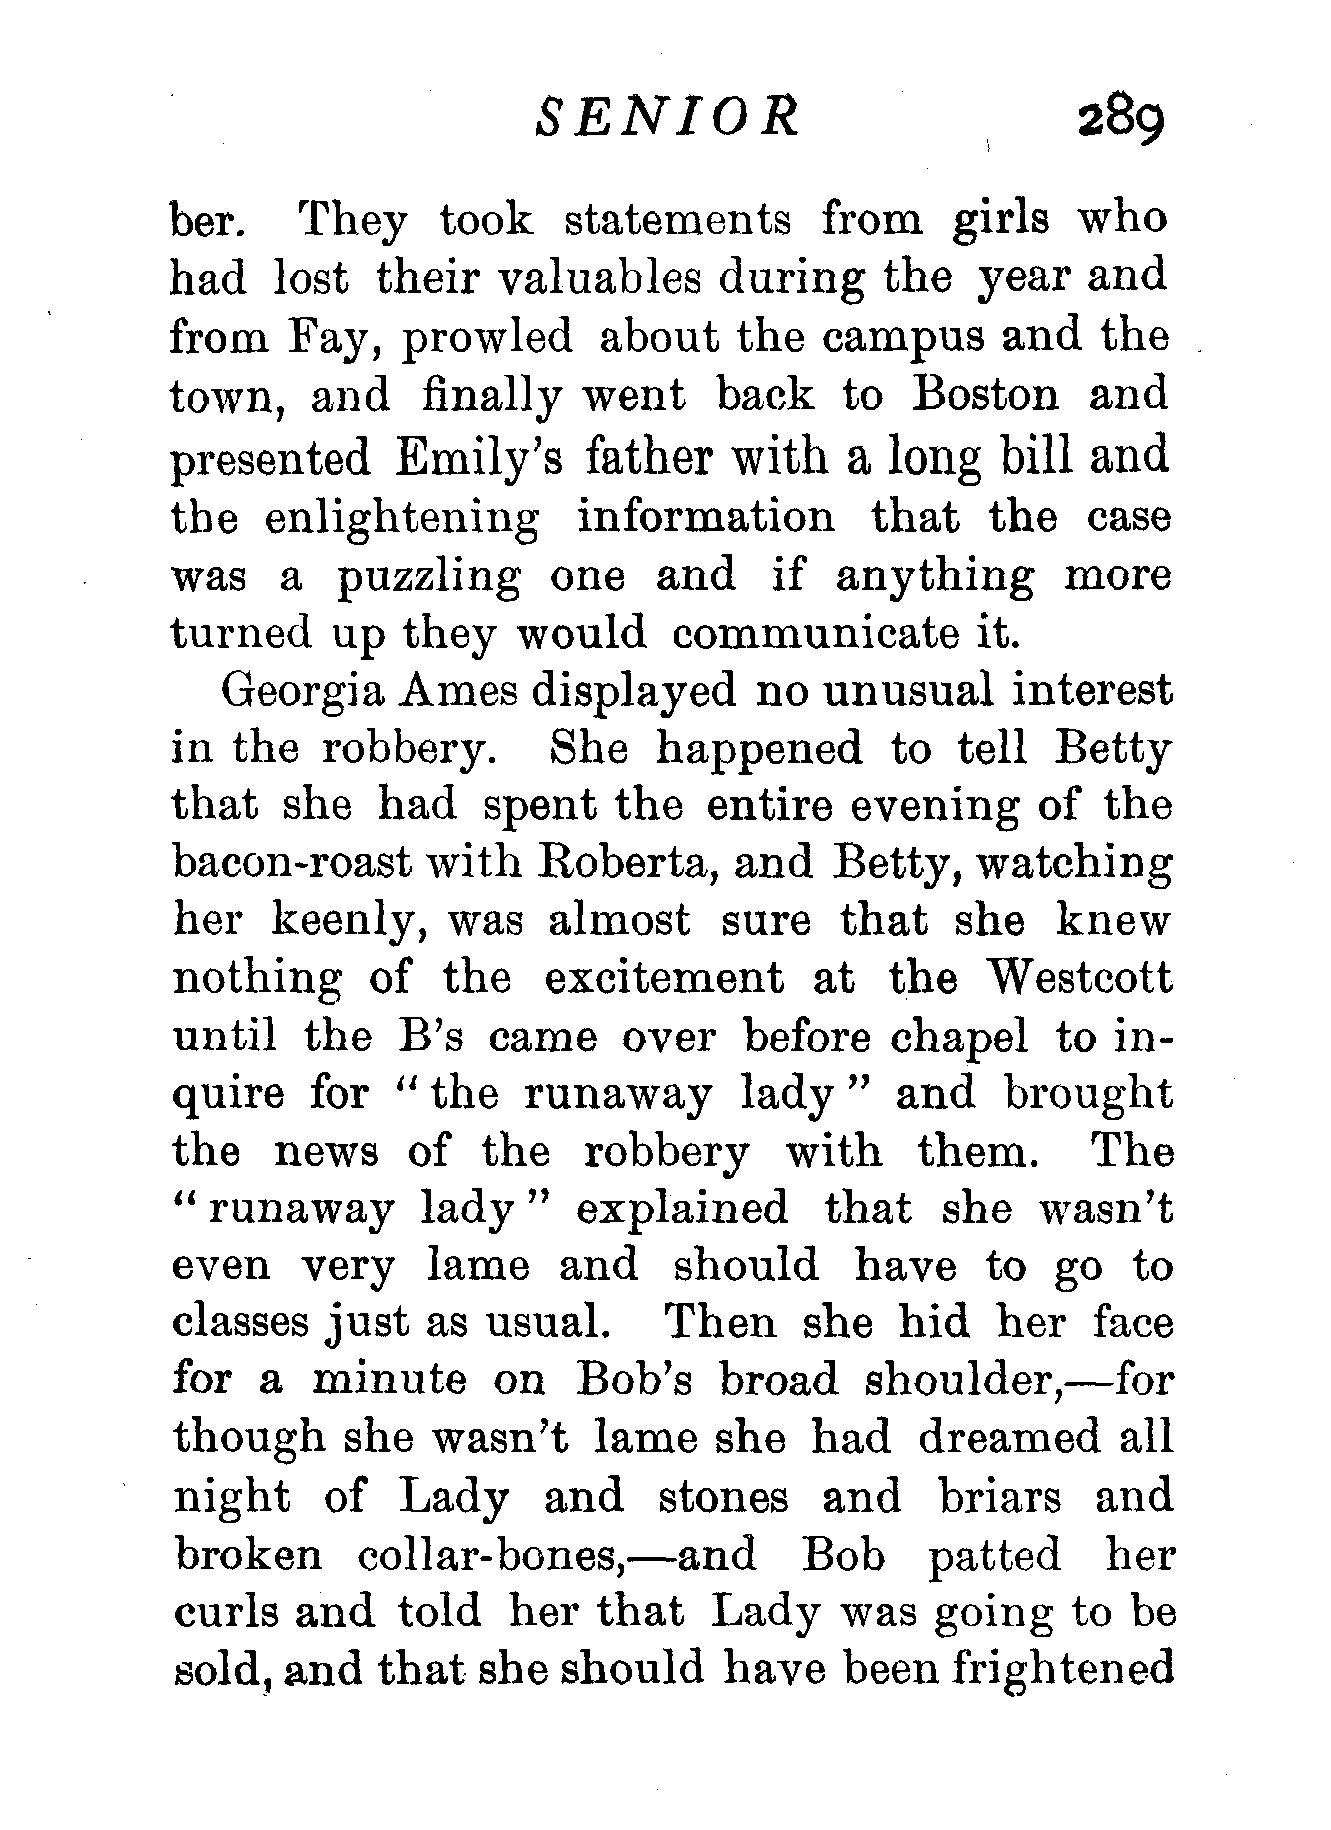 SENIOR 289
ber. They took statements from girls who
had lost their valuables during the year and
from Fay, prowled about the campus and the
town, and finally went back to Boston and
presented Emily's father with a long bill and
the enlightening information that the case
was a puzzling one and if anything more
turned up they would communicate it.
Georgia Ames displayed no unusual interest
in the robbery. She happened to tell Betty
that she had spent the entire evening of the
bacon-roast with Roberta, and Betty, watching
her keenly, was almost sure that she knew
nothing of the excitement at the Westcott
until the B's came over before chapel to in-
quire for “ the runaway lady ” and brought
the news of the robbery with them. The
“ runaway lady ” explained that she wasn't
even very lame and should have to go to
classes just as usual. Then she hid her face
for a minute on Bob's broad shoulder,—for
though she wasn't lame she had dreamed all
night of Lady and stones and briars and
broken collar-bones,—and Bob patted her
curls and told her that Lady was going to be
sold, and that she should have been frightened